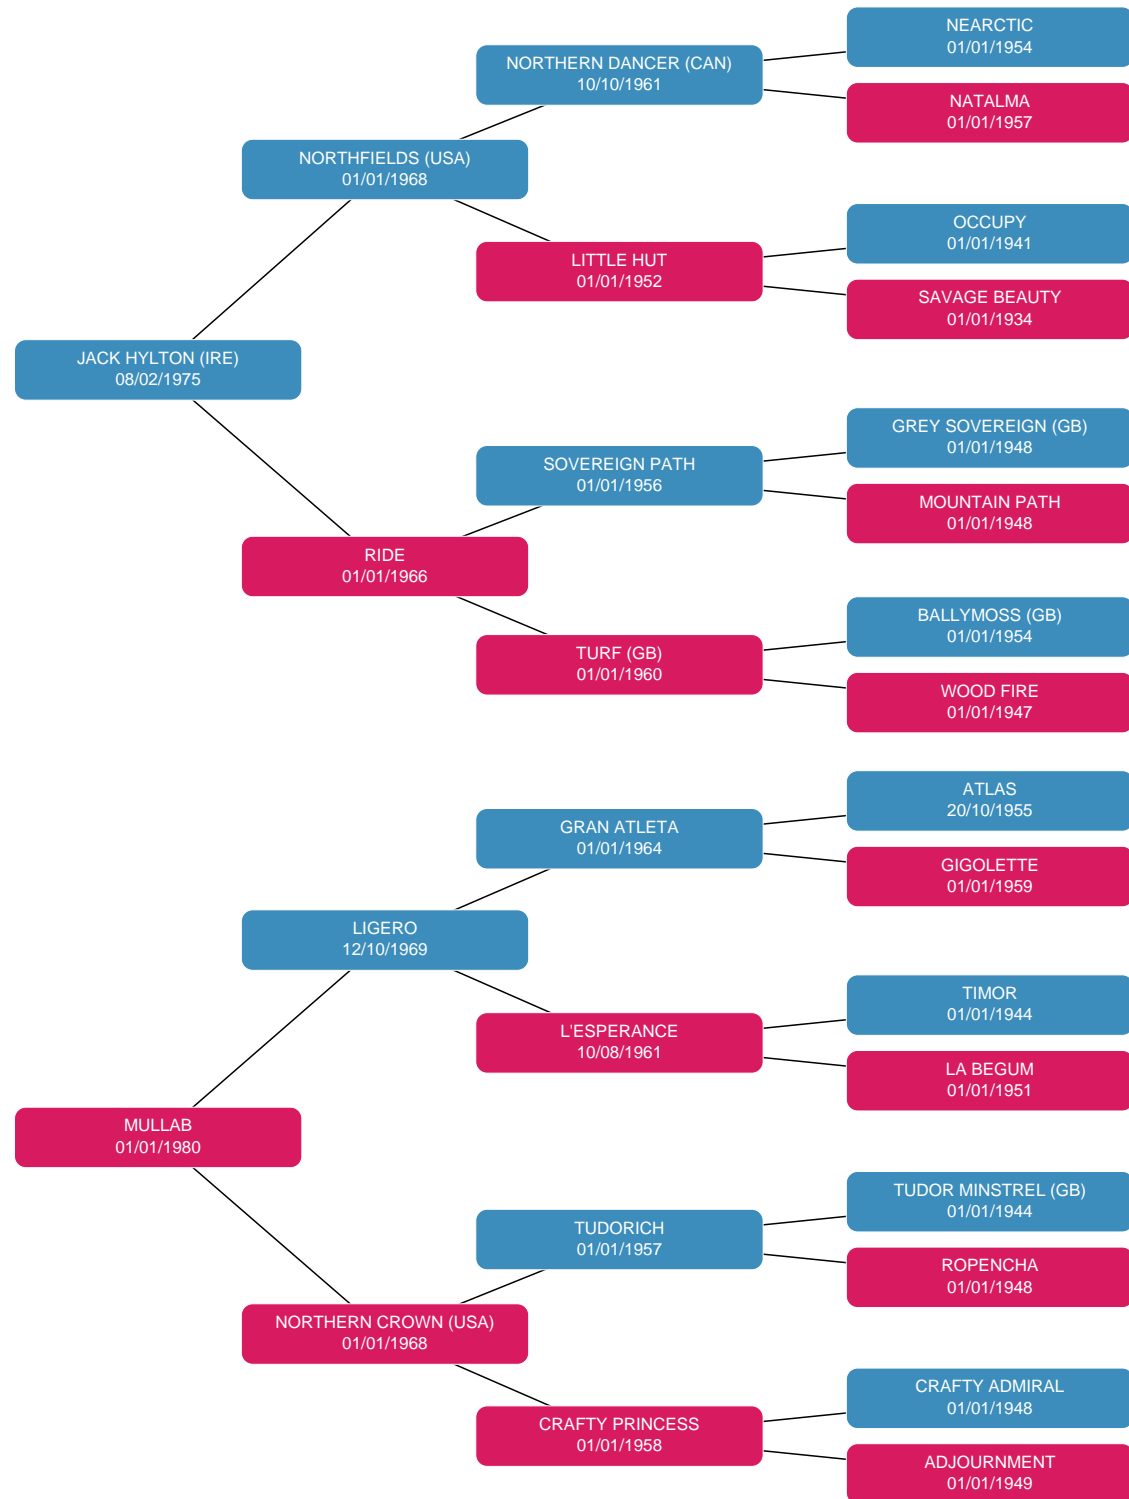 NEARCTIC
01/01/1954
NORTHERN DANCER (CAN)
10/10/1961
NATALMA
01/01/1957
NORTHFIELDS (USA)
01/01/1968
OCCUPY
01/01/1941
LITTLE HUT
01/01/1952
SAVAGE BEAUTY
01/01/1934
JACK HYLTON (IRE)
08/02/1975
GREY SOVEREIGN (GB)
01/01/1948
SOVEREIGN PATH
01/01/1956
MOUNTAIN PATH
01/01/1948
RIDE
01/01/1966
BALLYMOSS (GB)
01/01/1954
TURF (GB)
01/01/1960
WOOD FIRE
01/01/1947
ATLAS
20/10/1955
GRAN ATLETA
01/01/1964
GIGOLETTE
01/01/1959
LIGERO
12/10/1969
TIMOR
01/01/1944
L'ESPERANCE
10/08/1961
LA BEGUM
01/01/1951
MULLAB
01/01/1980
TUDOR MINSTREL (GB)
01/01/1944
TUDORICH
01/01/1957
ROPENCHA
01/01/1948
NORTHERN CROWN (USA)
01/01/1968
CRAFTY ADMIRAL
01/01/1948
CRAFTY PRINCESS
01/01/1958
ADJOURNMENT
01/01/1949